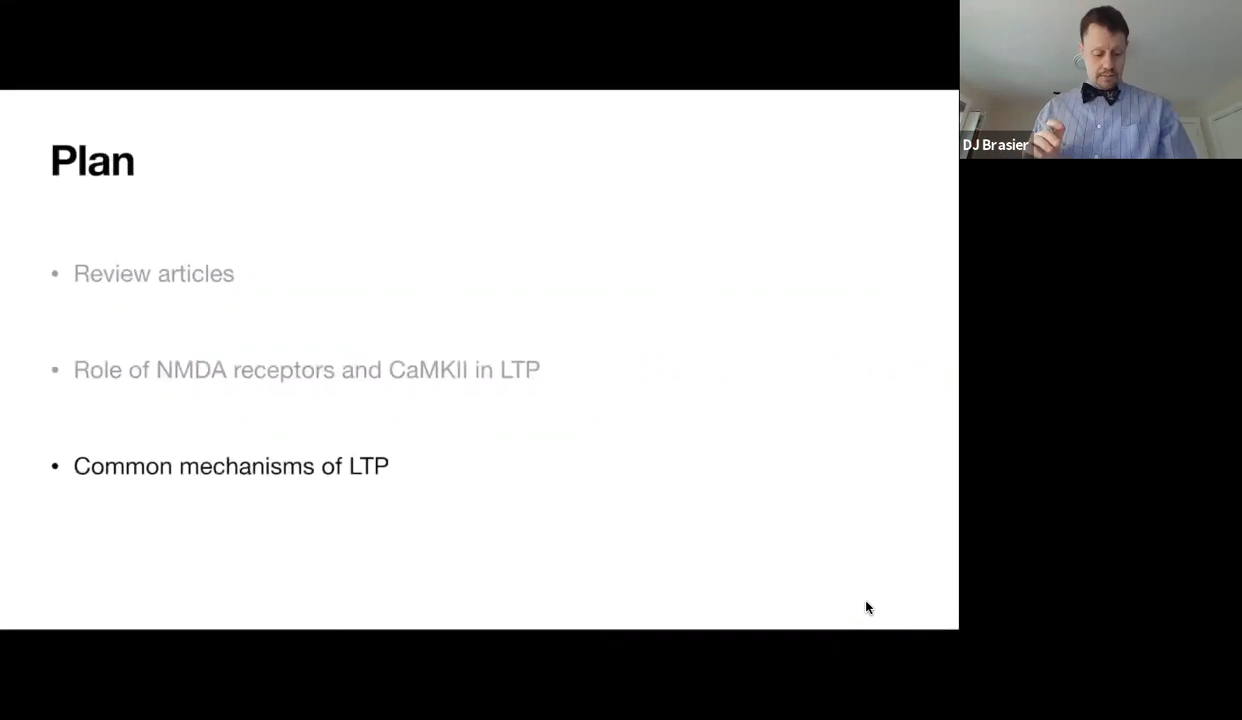 Plan
• Review articles
• Role of NMDA receptors and CaMKII in LTP
• Common mechanisms of LTP
DJ Brasier